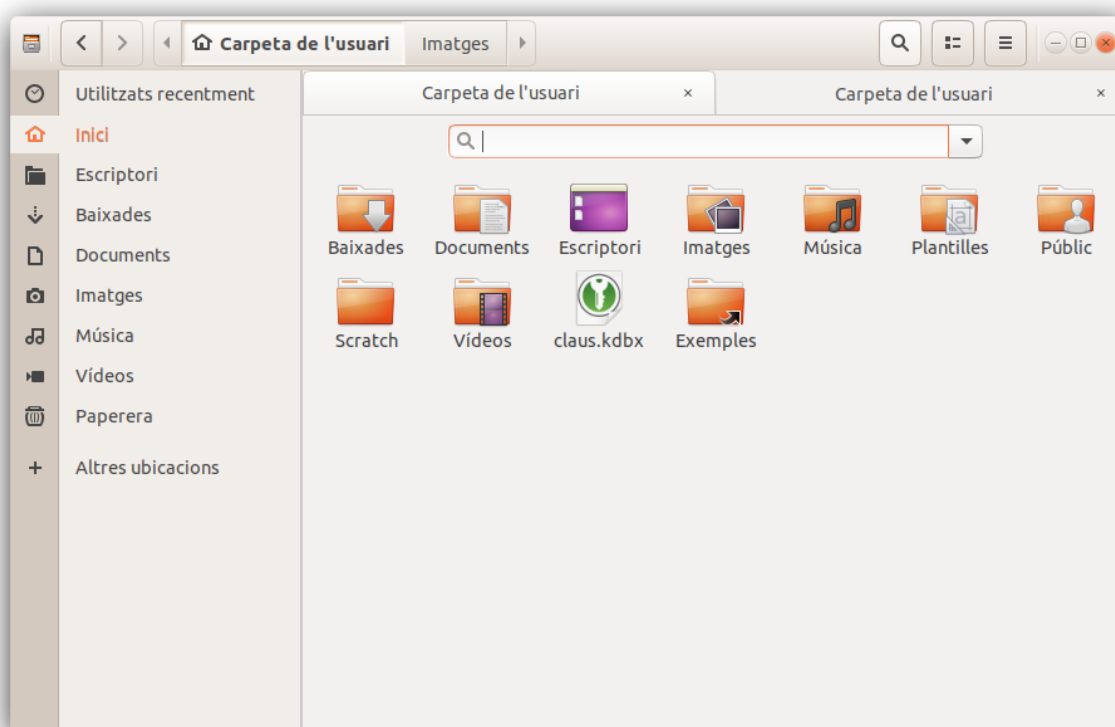 Carpeta de l'usuari Imatges
Utilitzats recentment
Inici
Escriptori
Baixades
Documents
Imatges
Música
Vídeos
Paperera
Altres ubicacions
Carpeta de l'usuari Carpeta de l'usuari
Baixades Documents Escriptori Imatges Música Plantilles Públic
Scratch Vídeos claus.kdbx Exemples